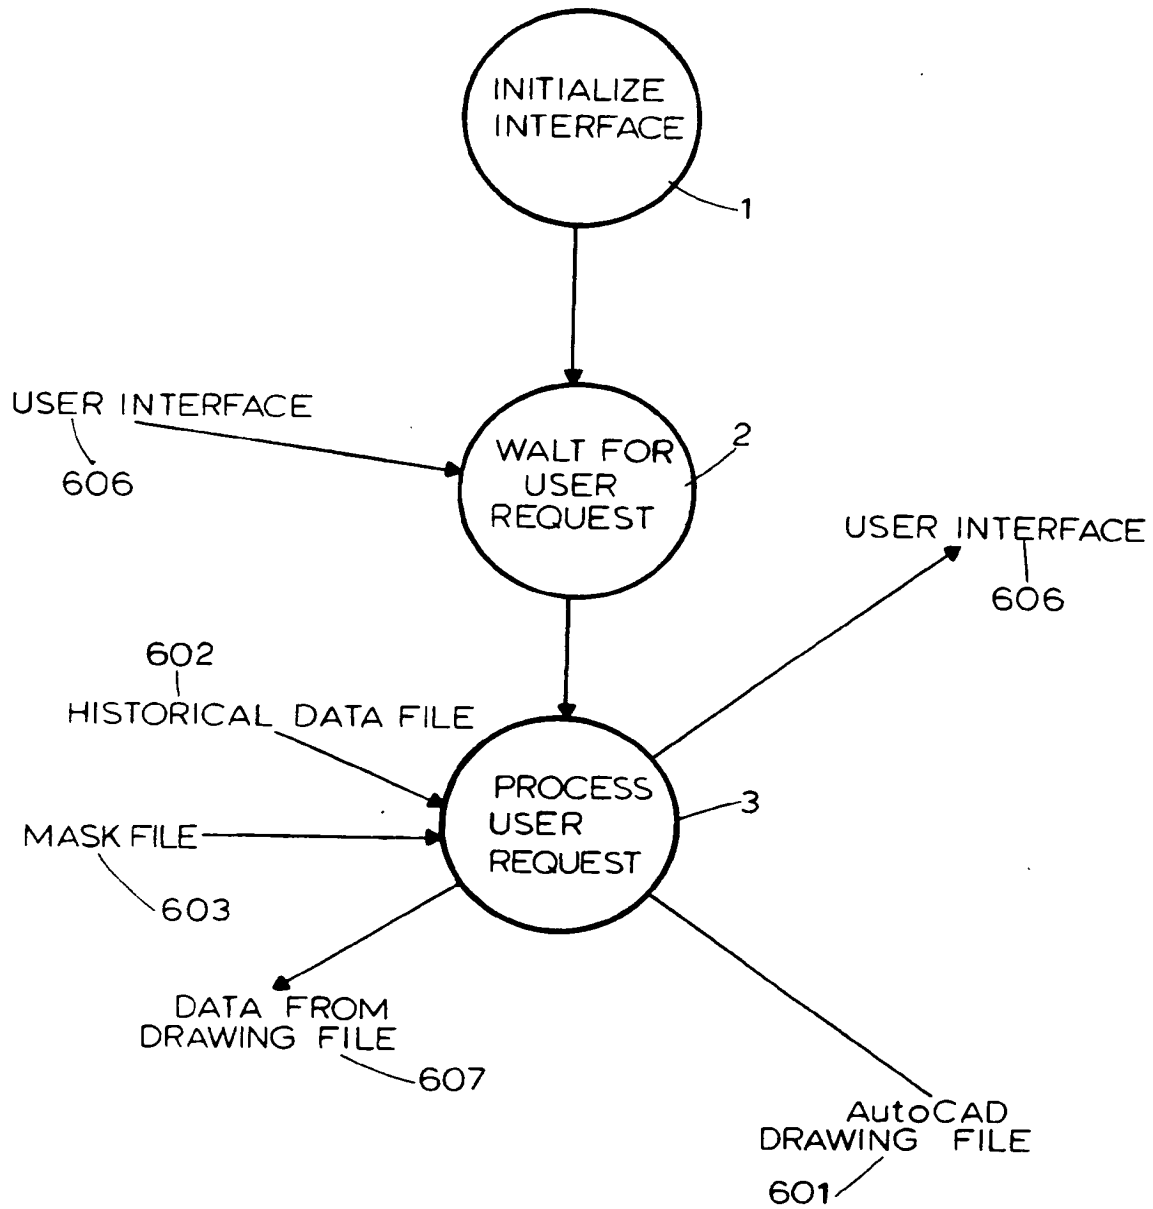 INITIALIZE
INTERFACE
1
USER INTERFACE
606
WALT FOR
USER
REQUEST
2
USER INTERFACE
606
602
HISTORICAL DATA FILE
MASK FILE
603
PROCESS
USER
REQUEST
3
DATA FROM
DRAWING FILE
607
AutoCAD
DRAWING FILE
601